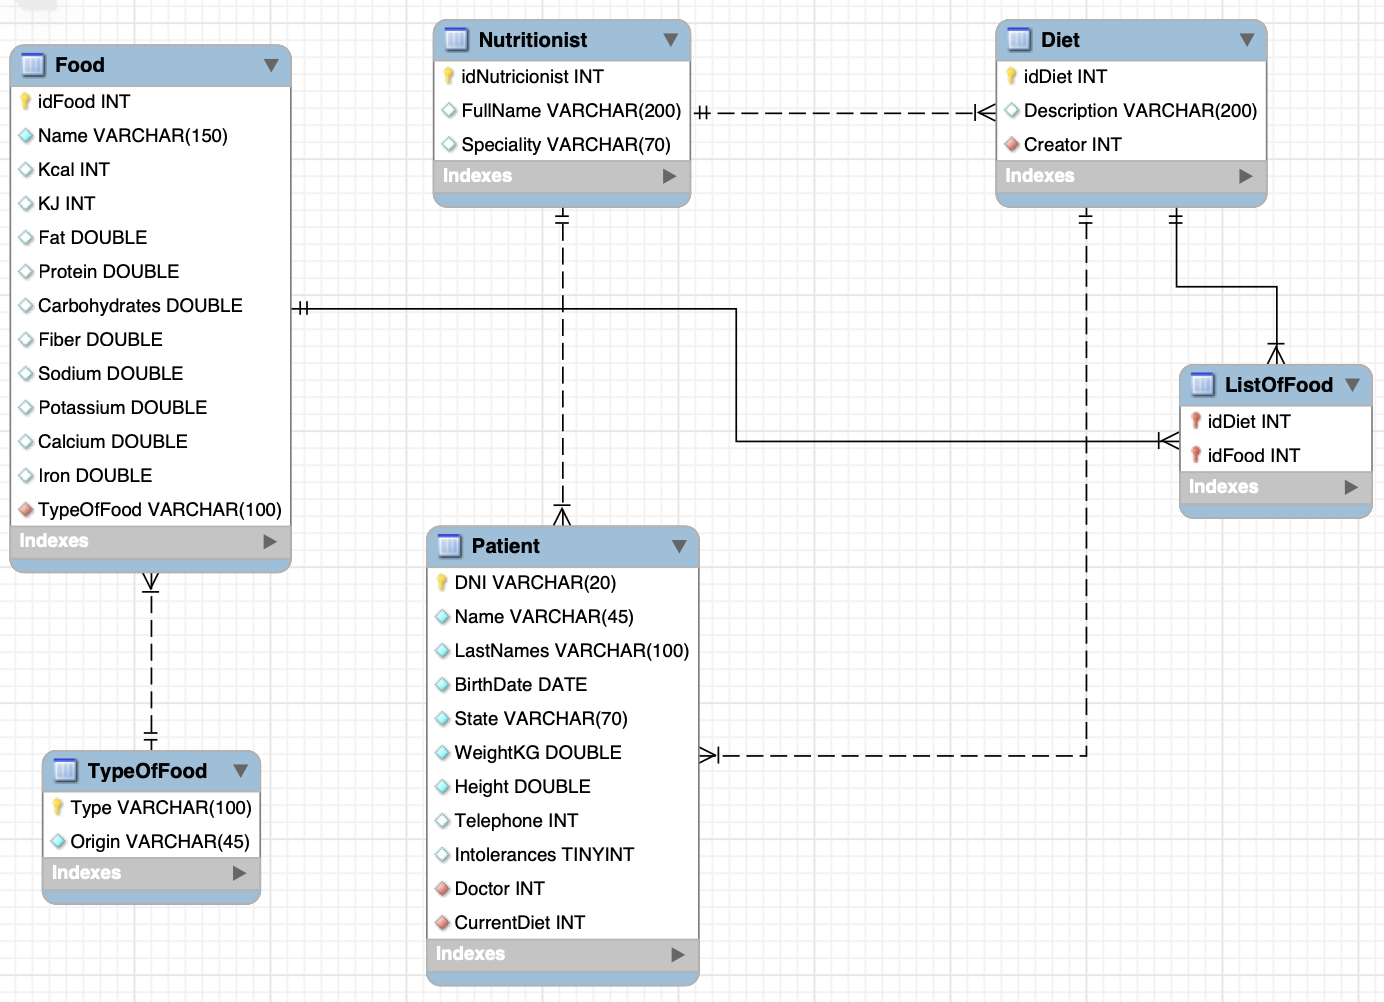 Food
idFood INT
Name VARCHAR(150)
Kcal INT
KJ INT
Fat DOUBLE
Protein DOUBLE
Carbohydrates DOUBLE
Fiber DOUBLE
Sodium DOUBLE
Potassium DOUBLE
Calcium DOUBLE
Iron DOUBLE
TypeOfFood VARCHAR(100)
Indexes
Nutritionist
idNutricionist INT
FullName VARCHAR(200)
Speciality VARCHAR(70)
Indexes
Diet
idDiet INT
Description VARCHAR(200)
Creator INT
Indexes
ListOfFood
idDiet INT
idFood INT
Indexes
Patient
DNI VARCHAR(20)
Name VARCHAR(45)
LastNames VARCHAR(100)
BirthDate DATE
State VARCHAR(70)
WeightKG DOUBLE
Height DOUBLE
Telephone INT
Intolerances TINYINT
Doctor INT
CurrentDiet INT
Indexes
TypeOfFood
Type VARCHAR(100)
Origin VARCHAR(45)
Indexes